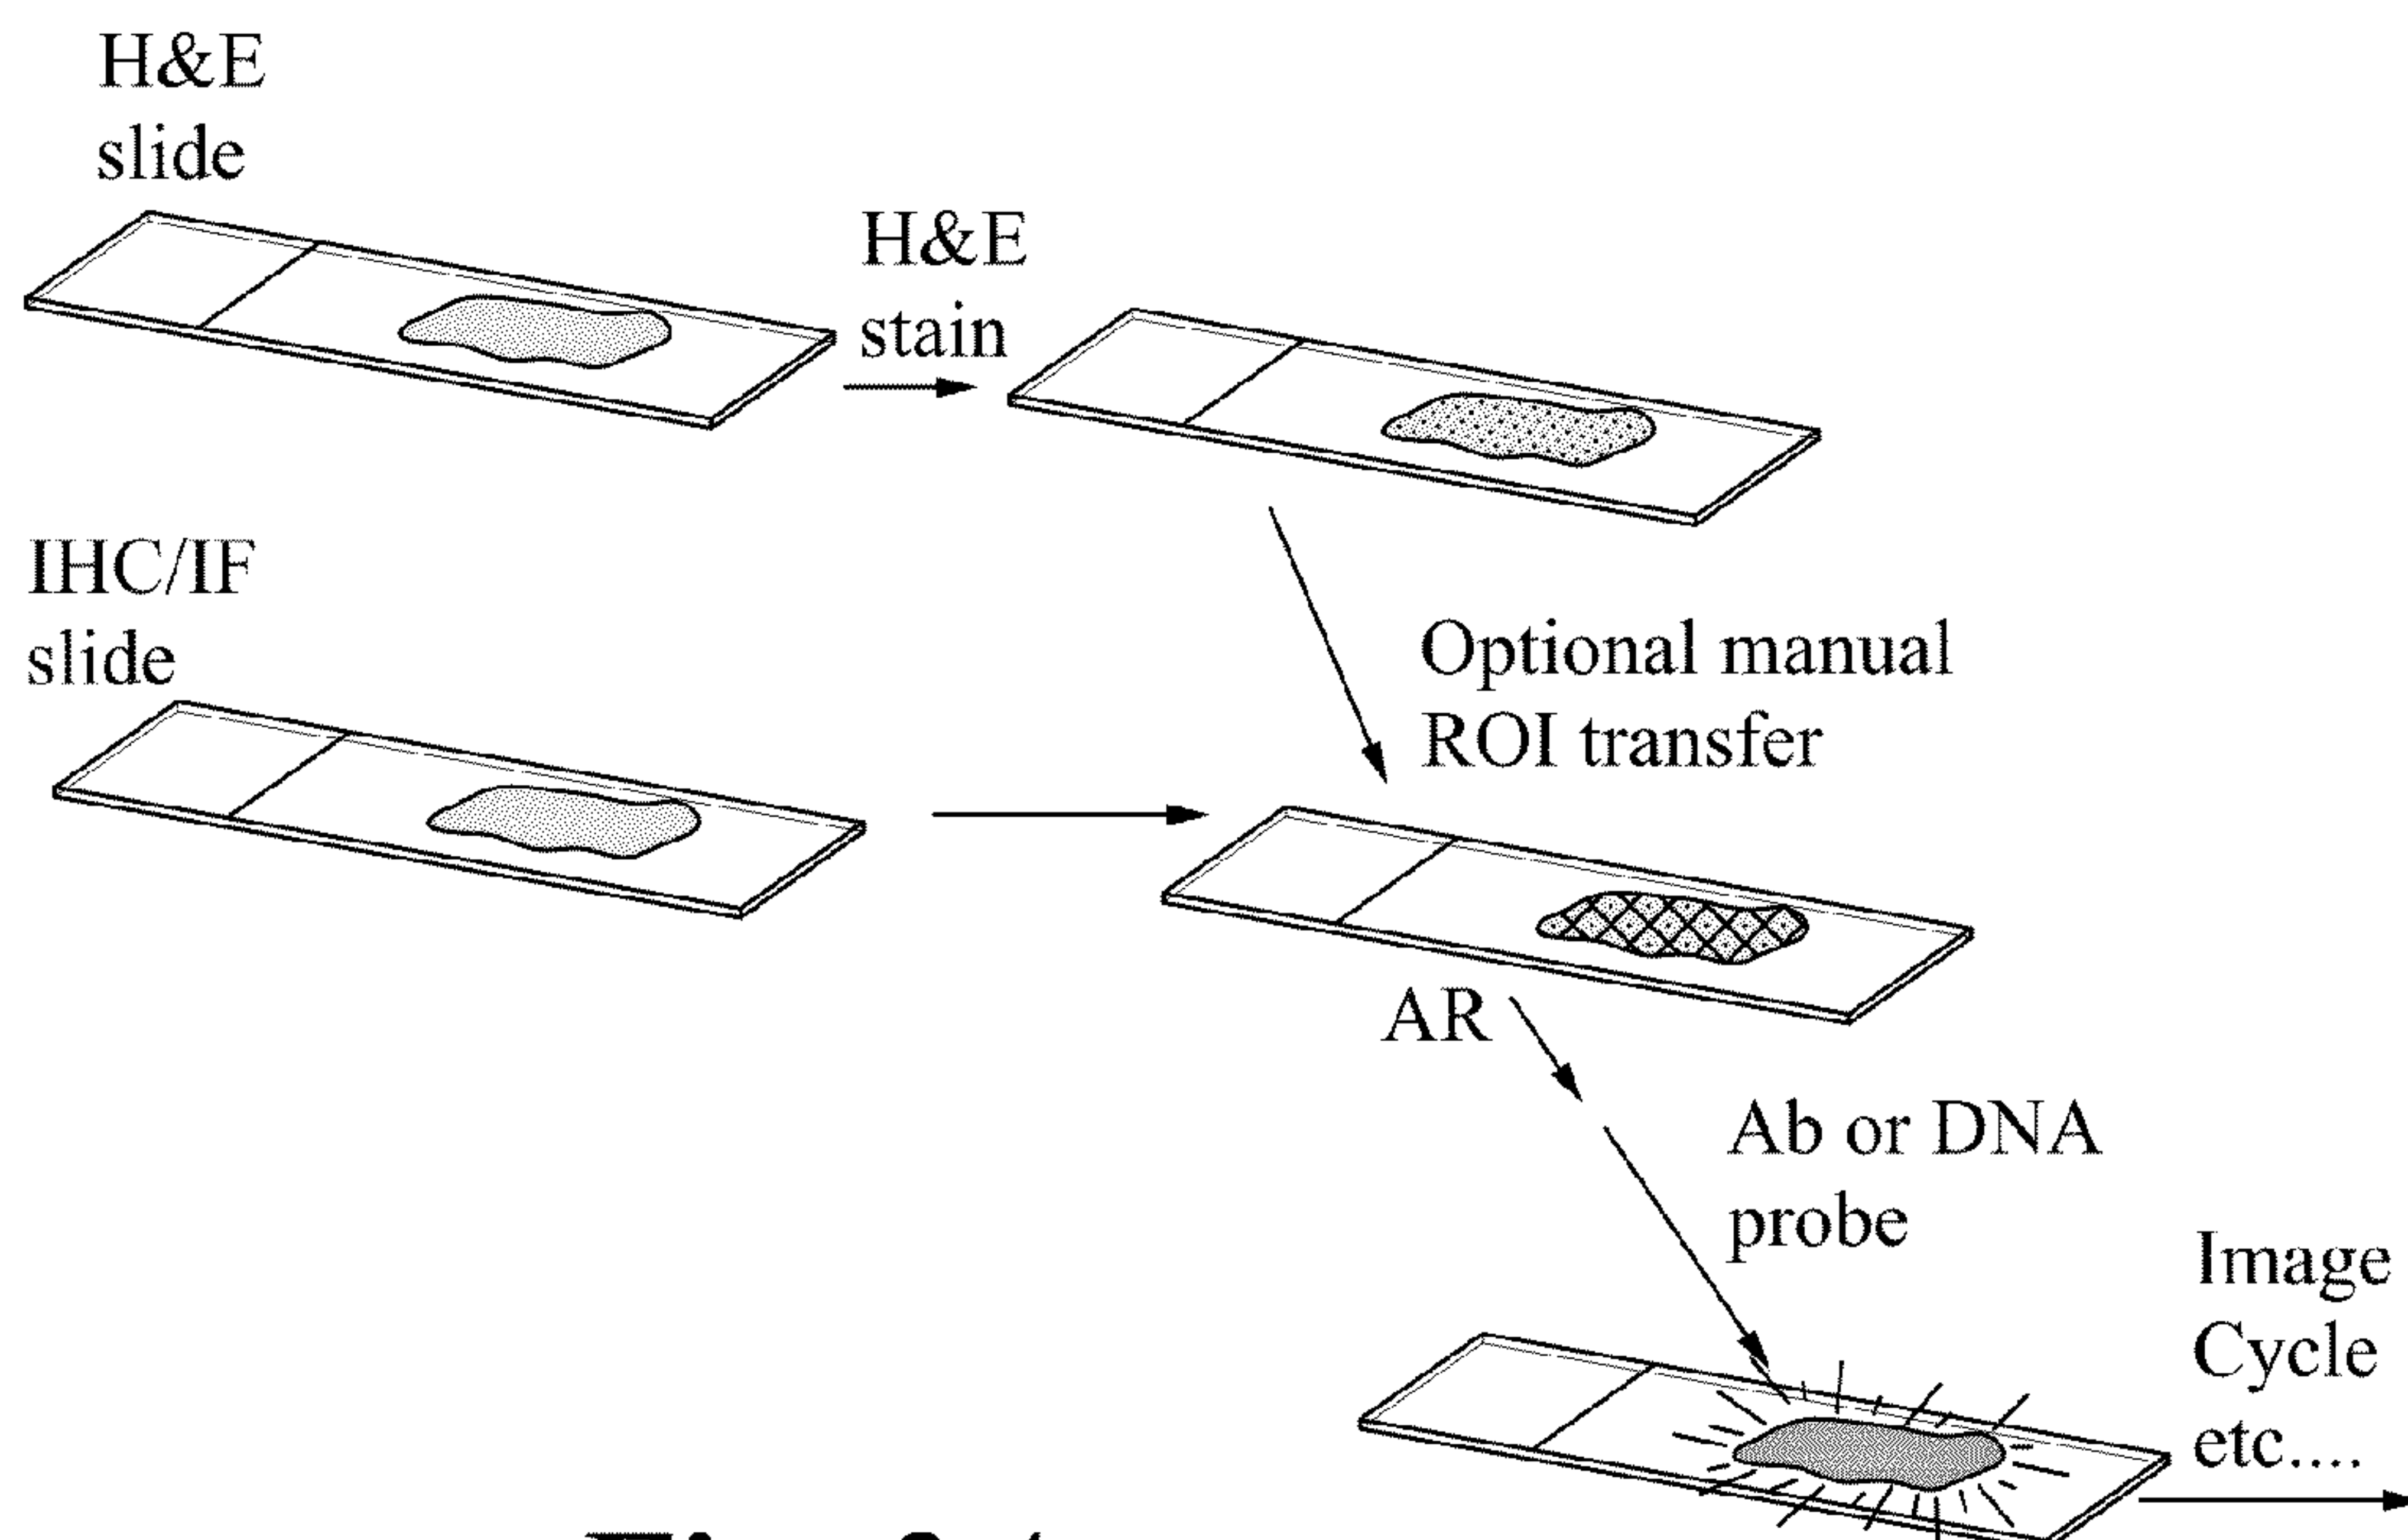 H&E
slide
H&E
stain
IHC/IF
slide
Optional manual
ROI transfer
AR
Ab or DNA
probe
Image
Cycle
etc....